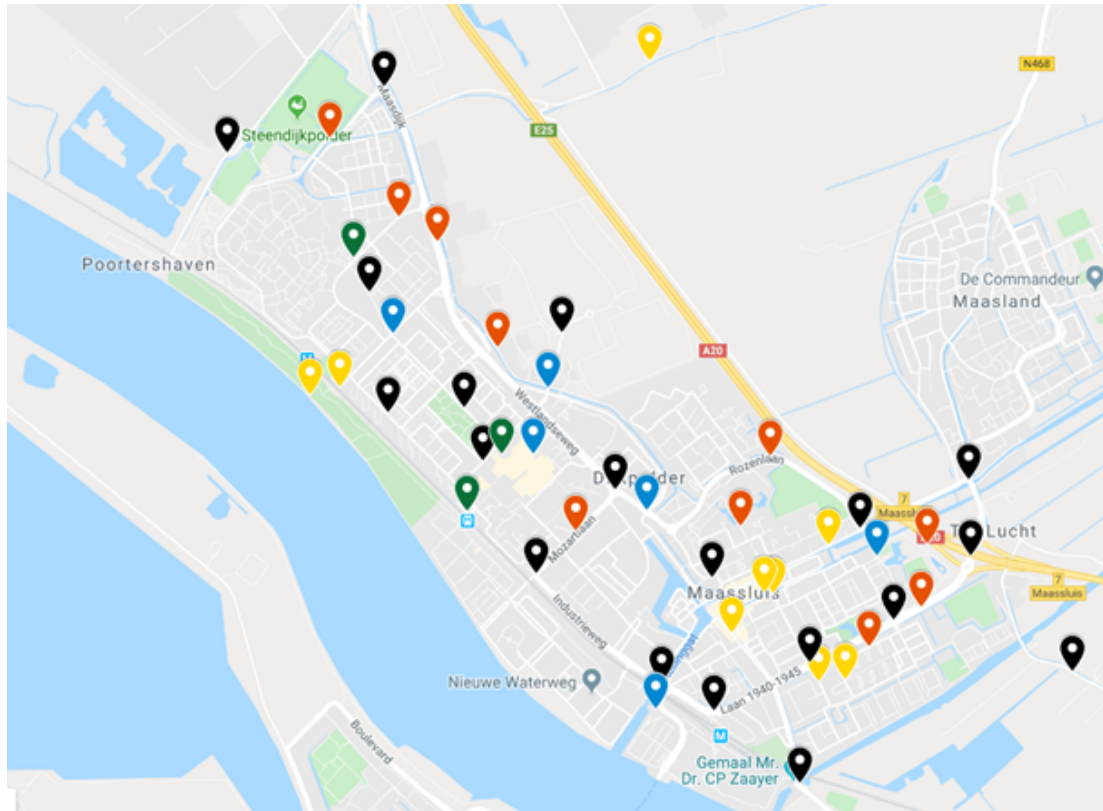 N468
Maasdijk
E25
Steendijkpolder
Poortershaven
De Commandeur
Maasland
A20
Westlandseweg
Rozenlaan
7
Maassluis
Mozartlaan
Maassluis
7
Maassluis
Industrieweg
Nieuwe Waterweg
Laan 1940-1945
M
Boulevard
Gemaal Mr.
Dr. CP Zaayer